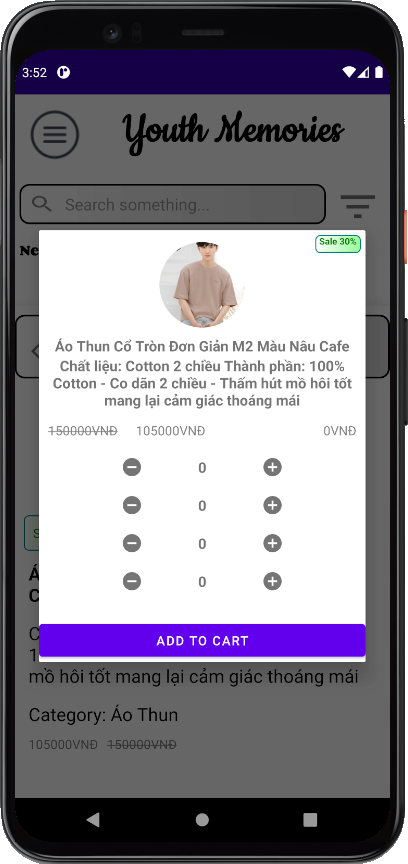 3:52
Youth Memories
Search something...
Ne
Sale 30%
Áo Thun Cổ Tròn Đơn Giản M2 Màu Nâu Cafe
Chất liệu: Cotton 2 chiều Thành phần: 100%
Cotton - Co dãn 2 chiều - Thấm hút mồ hôi tốt
mang lại cảm giác thoáng mái
150000VNĐ 105000VNĐ 0VNĐ
0
0
0
0
S
Á
C
C
ADD TO CART
1
mồ hôi tốt mang lại cảm giác thoáng mái
Category: Áo Thun
105000VNĐ 150000VNĐ